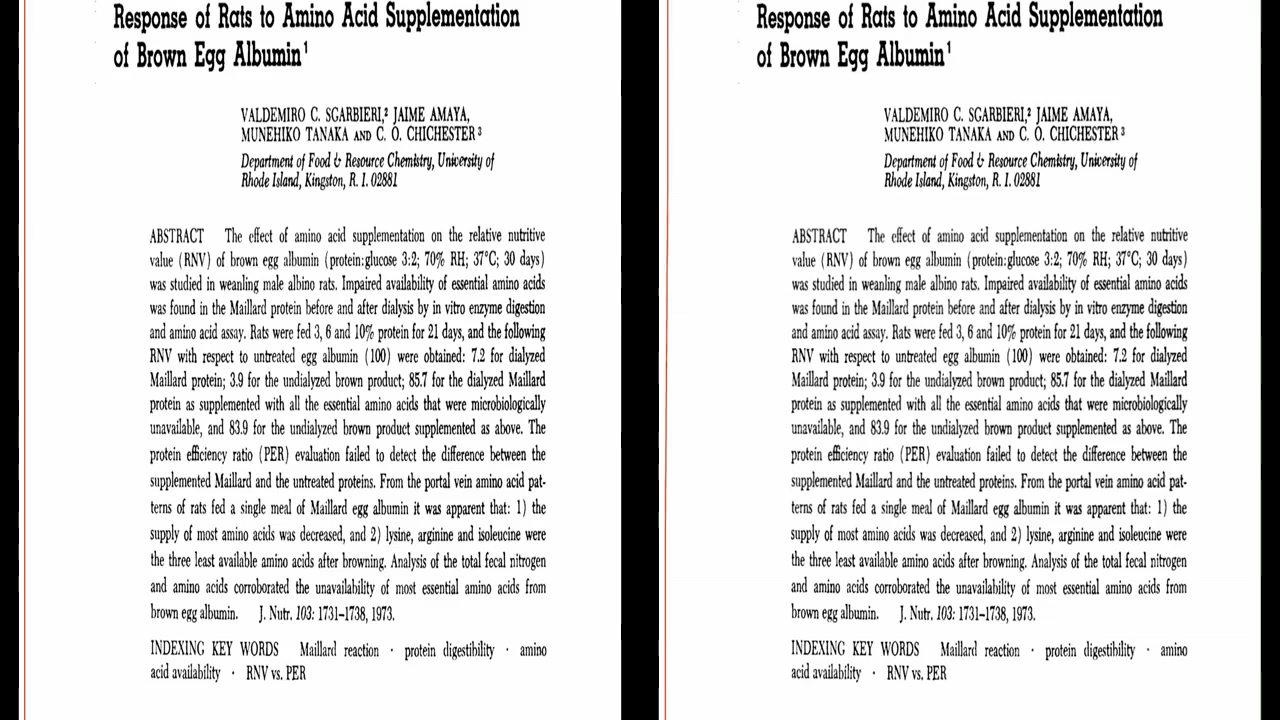 Response of Rats to Amino Acid Supplementation
of Brown Egg Albumin¹
VALDEMIRO C. SGARBIERI,² JAIME AMAYA,
MUNEHIKO TANAKA AND C. O. CHICHESTER³
Department of Food & Resource Chemistry, University of
Rhode Island, Kingston, R. I. 02881
ABSTRACT The effect of amino acid supplementation on the relative nutritive
value (RNV) of brown egg albumin (protein:glucose 3:2; 70% RH; 37°C; 30 days)
was studied in weanling male albino rats. Impaired availability of essential amino acids
was found in the Maillard protein before and after dialysis by in vitro enzyme digestion
and amino acid assay. Rats were fed 3, 6 and 10% protein for 21 days, and the following
RNV with respect to untreated egg albumin (100) were obtained: 7.2 for dialyzed
Maillard protein; 3.9 for the undialyzed brown product; 85.7 for the dialyzed Maillard
protein as supplemented with all the essential amino acids that were microbiologically
unavailable, and 83.9 for the undialyzed brown product supplemented as above. The
protein efficiency ratio (PER) evaluation failed to detect the difference between the
supplemented Maillard and the untreated proteins. From the portal vein amino acid pat-
terns of rats fed a single meal of Maillard egg albumin it was apparent that: 1) the
supply of most amino acids was decreased, and 2) lysine, arginine and isoleucine were
the three least available amino acids after browning. Analysis of the total fecal nitrogen
and amino acids corroborated the unavailability of most essential amino acids from
brown egg albumin. J. Nutr. 103: 1731–1738, 1973.
INDEXING KEY WORDS Maillard reaction · protein digestibility · amino
acid availability · RNV vs. PER
Response of Rats to Amino Acid Supplementation
of Brown Egg Albumin¹
VALDEMIRO C. SGARBIERI,² JAIME AMAYA,
MUNEHIKO TANAKA AND C. O. CHICHESTER³
Department of Food & Resource Chemistry, University of
Rhode Island, Kingston, R. I. 02881
ABSTRACT The effect of amino acid supplementation on the relative nutritive
value (RNV) of brown egg albumin (protein:glucose 3:2; 70% RH; 37°C; 30 days)
was studied in weanling male albino rats. Impaired availability of essential amino acids
was found in the Maillard protein before and after dialysis by in vitro enzyme digestion
and amino acid assay. Rats were fed 3, 6 and 10% protein for 21 days, and the following
RNV with respect to untreated egg albumin (100) were obtained: 7.2 for dialyzed
Maillard protein; 3.9 for the undialyzed brown product; 85.7 for the dialyzed Maillard
protein as supplemented with all the essential amino acids that were microbiologically
unavailable, and 83.9 for the undialyzed brown product supplemented as above. The
protein efficiency ratio (PER) evaluation failed to detect the difference between the
supplemented Maillard and the untreated proteins. From the portal vein amino acid pat-
terns of rats fed a single meal of Maillard egg albumin it was apparent that: 1) the
supply of most amino acids was decreased, and 2) lysine, arginine and isoleucine were
the three least available amino acids after browning. Analysis of the total fecal nitrogen
and amino acids corroborated the unavailability of most essential amino acids from
brown egg albumin. J. Nutr. 103: 1731–1738, 1973.
INDEXING KEY WORDS Maillard reaction · protein digestibility · amino
acid availability · RNV vs. PER